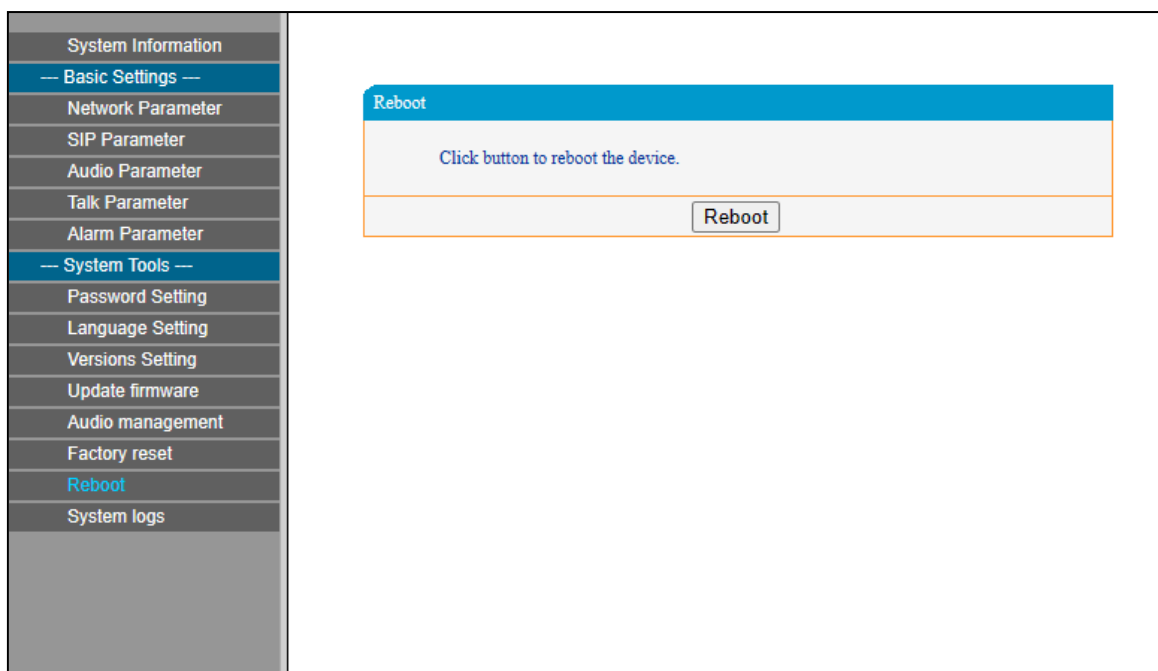 System Information
--- Basic Settings ---
Network Parameter
SIP Parameter
Audio Parameter
Talk Parameter
Alarm Parameter
--- System Tools ---
Password Setting
Language Setting
Versions Setting
Update firmware
Audio management
Factory reset
Reboot
System logs
Reboot
Click button to reboot the device.
Reboot